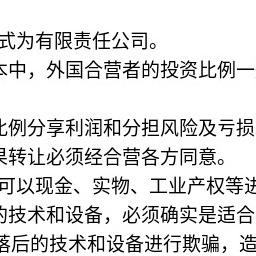 式为有限责任公司。
本中，外国合营者的投资比例一
比例分享利润和分担风险及亏损
果转让必须经合营各方同意。
可以现金、实物、工业产权等进
的技术和设备，必须确实是适合
落后的技术和设备进行欺骗，造